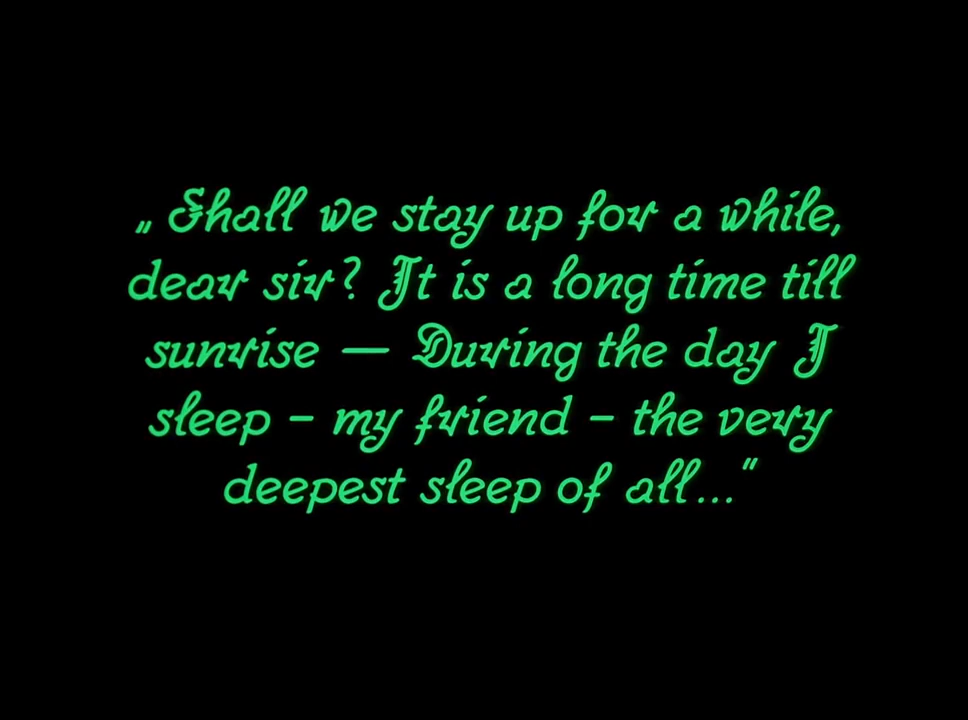 „Shall we stay up for a while,
dear sir? It is a long time till
sunrise — During the day I
sleep – my friend – the very
deepest sleep of all..."